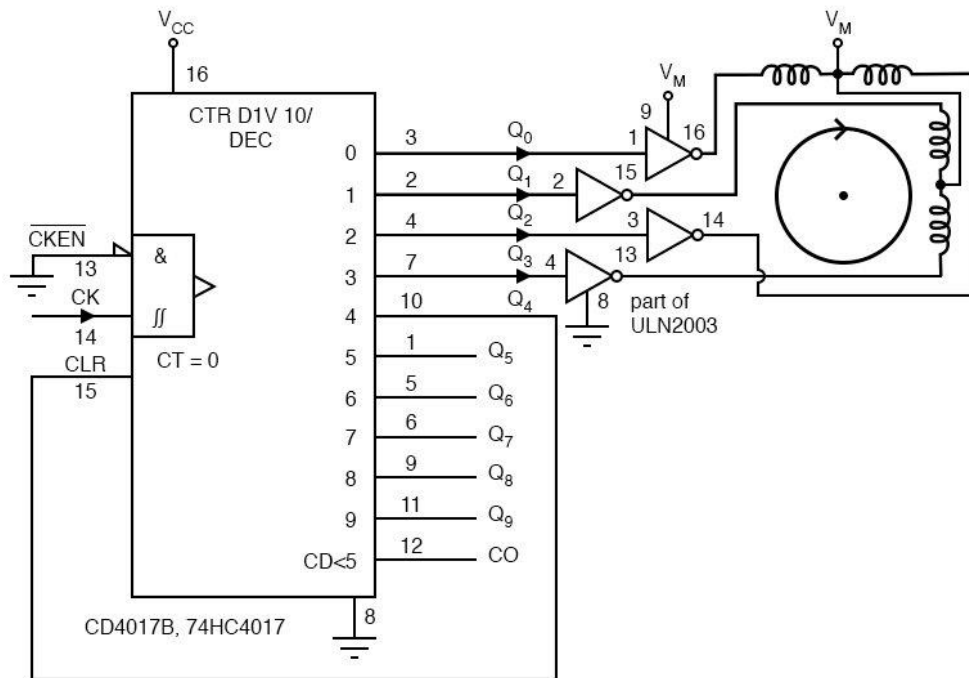 V_CC
16
CTR D1V 10/
DEC
0 3 Q_0 1 16
V_M
9
V_M
1 2 Q_1 2 15
2 4 Q_2 3 14
3 7 Q_3 4 13
8
part of
ULN2003
4 10 Q_4
CKEN
13
&
CK
14
∫∫
CT = 0
CLR
15
5 1 Q_5
6 5 Q_6
7 6 Q_7
8 9 Q_8
9 11 Q_9
CD<5 12 CO
8
CD4017B, 74HC4017